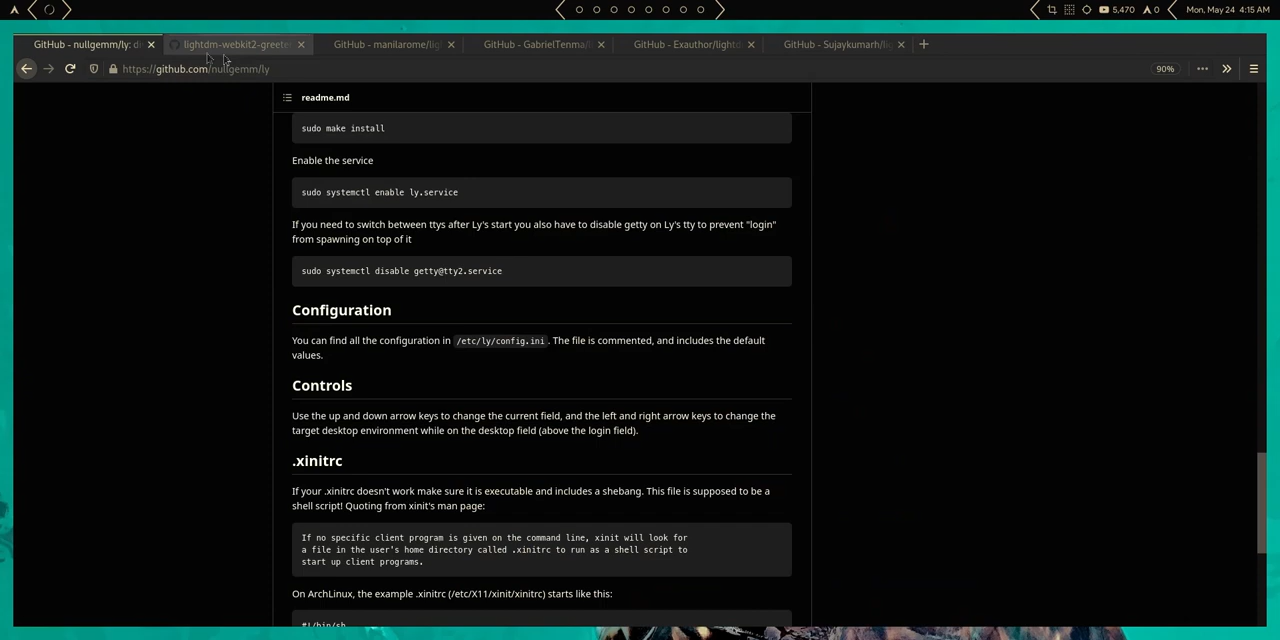 5,470
0
Mon, May 24
4:15 AM
GitHub - nullgemm/ly: di
lightdm-webkit2-greeter
GitHub - manilarome/lig
GitHub - GabrielTenma/li
GitHub - Exauthor/lightd
GitHub - Sujaykumarh/lig
https://github.com/nullgemm/ly
90%
readme.md
sudo make install
Enable the service
sudo systemctl enable ly.service
If you need to switch between ttys after Ly's start you also have to disable getty on Ly's tty to prevent "login"
from spawning on top of it
sudo systemctl disable getty@tty2.service
Configuration
You can find all the configuration in /etc/ly/config.ini. The file is commented, and includes the default
values.
Controls
Use the up and down arrow keys to change the current field, and the left and right arrow keys to change the
target desktop environment while on the desktop field (above the login field).
.xinitrc
If your .xinitrc doesn't work make sure it is executable and includes a shebang. This file is supposed to be a
shell script! Quoting from xinit's man page:
If no specific client program is given on the command line, xinit will look for
a file in the user's home directory called .xinitrc to run as a shell script to
start up client programs.
On ArchLinux, the example .xinitrc (/etc/X11/xinit/xinitrc) starts like this:
#!/bin/sh